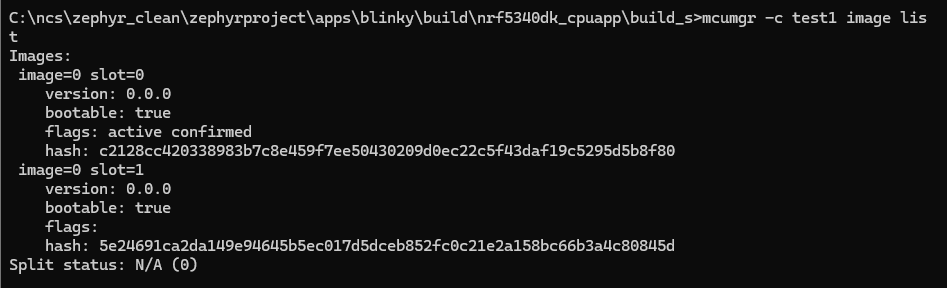 C:\ncs\zephyr_clean\zephyrproject\apps\blinky\build\nrf5340dk_cpuapp\build_s>mcumgr -c test1 image lis
t
Images:
 image=0 slot=0
    version: 0.0.0
    bootable: true
    flags: active confirmed
    hash: c2128cc420338983b7c8e459f7ee50430209d0ec22c5f43daf19c5295d5b8f80
 image=0 slot=1
    version: 0.0.0
    bootable: true
    flags:
    hash: 5e24691ca2da149e94645b5ec017d5dceb852fc0c21e2a158bc66b3a4c80845d
Split status: N/A (0)